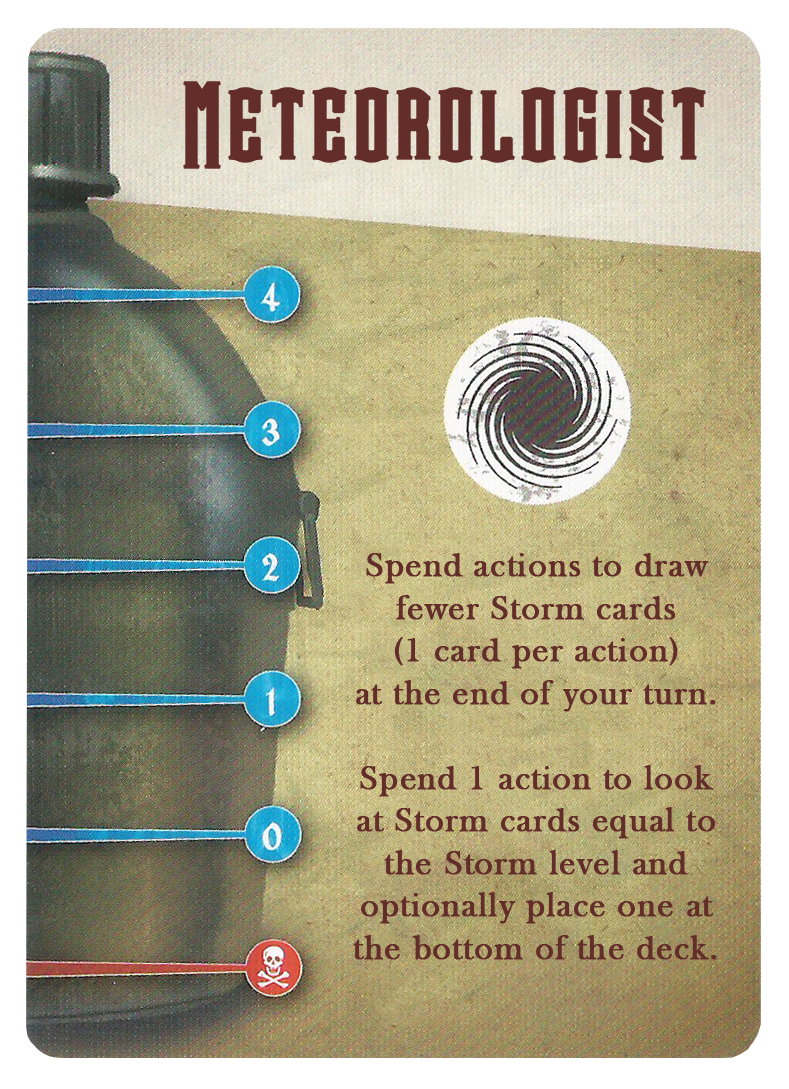 METEOROLOGIST
4
3
2
1
0
Spend actions to draw
fewer Storm cards
(1 card per action)
at the end of your turn.
Spend 1 action to look
at Storm cards equal to
the Storm level and
optionally place one at
the bottom of the deck.